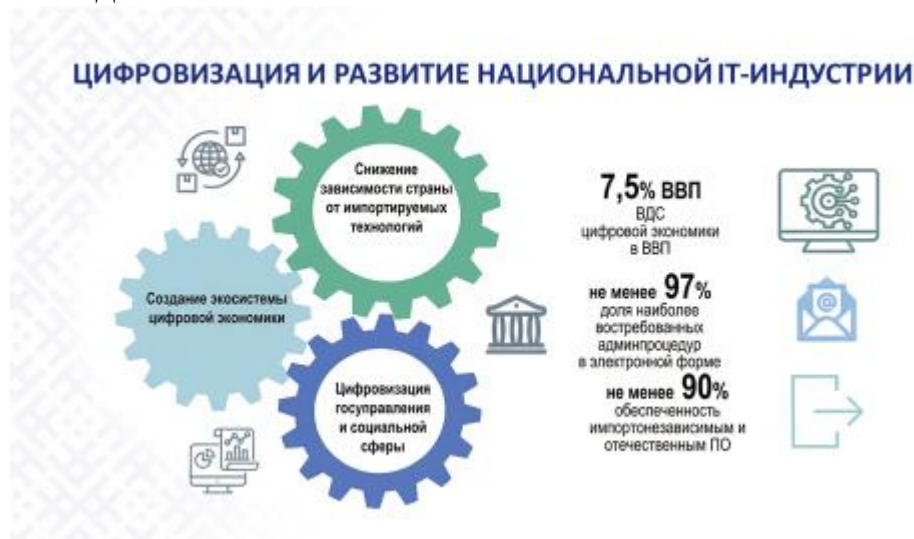 ЦИФРОВИЗАЦИЯ И РАЗВИТИЕ НАЦИОНАЛЬНОЙ IT-ИНДУСТРИИ
Снижение
зависимости страны
от импортируемых
технологий
Создание экосистемы
цифровой экономики
Цифровизация
госуправления
и социальной
сферы
7,5% ВВП
ВДС
цифровой экономики
в ВВП
не менее 97%
доля наиболее
востребованных
админпроцедур
в электронной форме
не менее 90%
обеспеченность
импортонезависимым и
отечественным ПО